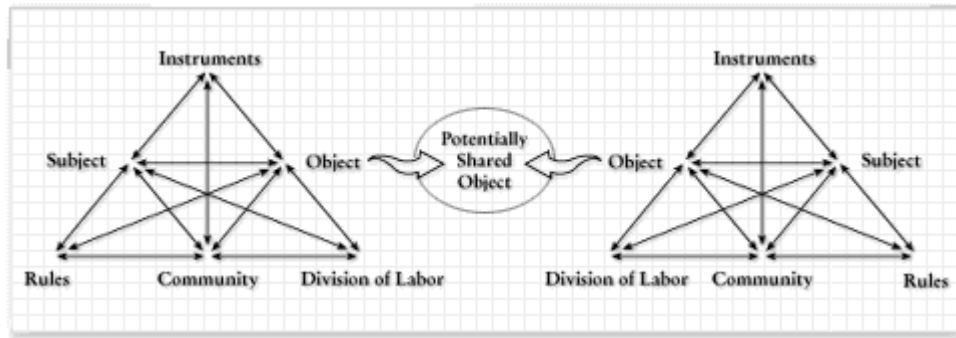 Instruments
Instruments
Subject
Object
Potentially
Shared
Object
Object
Subject
Rules
Community
Division of Labor
Division of Labor
Community
Rules